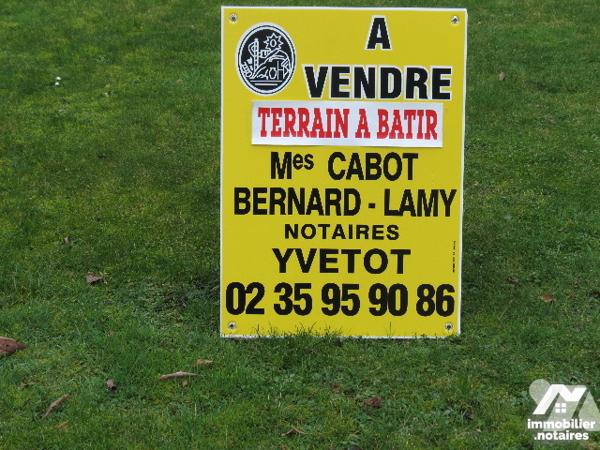 A
VENDRE
TERRAIN A BATIR
Mes CABOT
BERNARD - LAMY
NOTAIRES
YVETOT
02 35 95 90 86
immobilier
.notaires